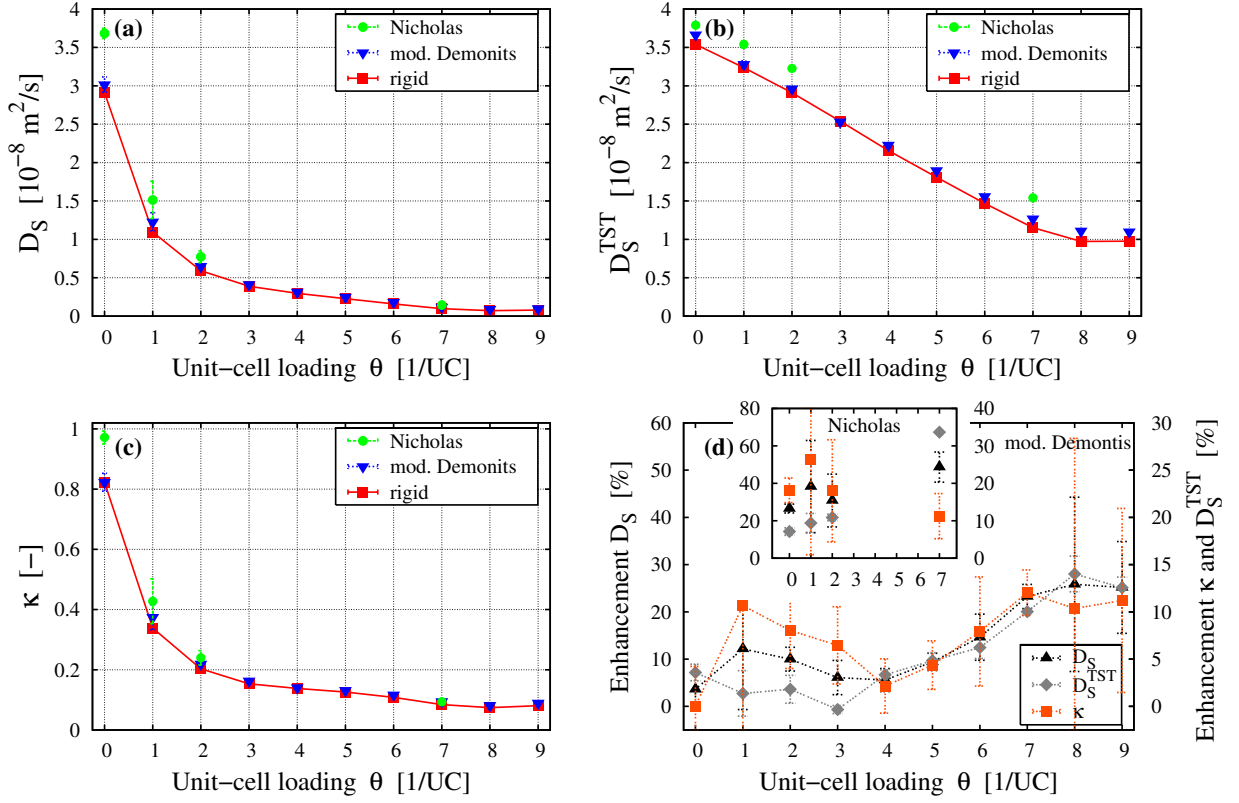 (a)
Nicholas
mod. Demonits
rigid
D_S [10^−8 m^2/s]
4
3.5
3
2.5
2
1.5
1
0.5
0
0 1 2 3 4 5 6 7 8 9
Unit−cell loading θ [1/UC]
(b)
Nicholas
mod. Demonits
rigid
D_S^TST [10^−8 m^2/s]
4
3.5
3
2.5
2
1.5
1
0.5
0
0 1 2 3 4 5 6 7 8 9
Unit−cell loading θ [1/UC]
(c)
Nicholas
mod. Demonits
rigid
κ [−]
1
0.8
0.6
0.4
0.2
0
0 1 2 3 4 5 6 7 8 9
Unit−cell loading θ [1/UC]
(d)
Nicholas
mod. Demontis
80
60
40
20
0
0 1 2 3 4 5 6 7
40
30
20
10
0
Enhancement D_S [%]
60
50
40
30
20
10
0
30
25
20
15
10
5
0
Enhancement κ and D_S^TST [%]
D_S
D_S^TST
κ
0 1 2 3 4 5 6 7 8 9
Unit−cell loading θ [1/UC]